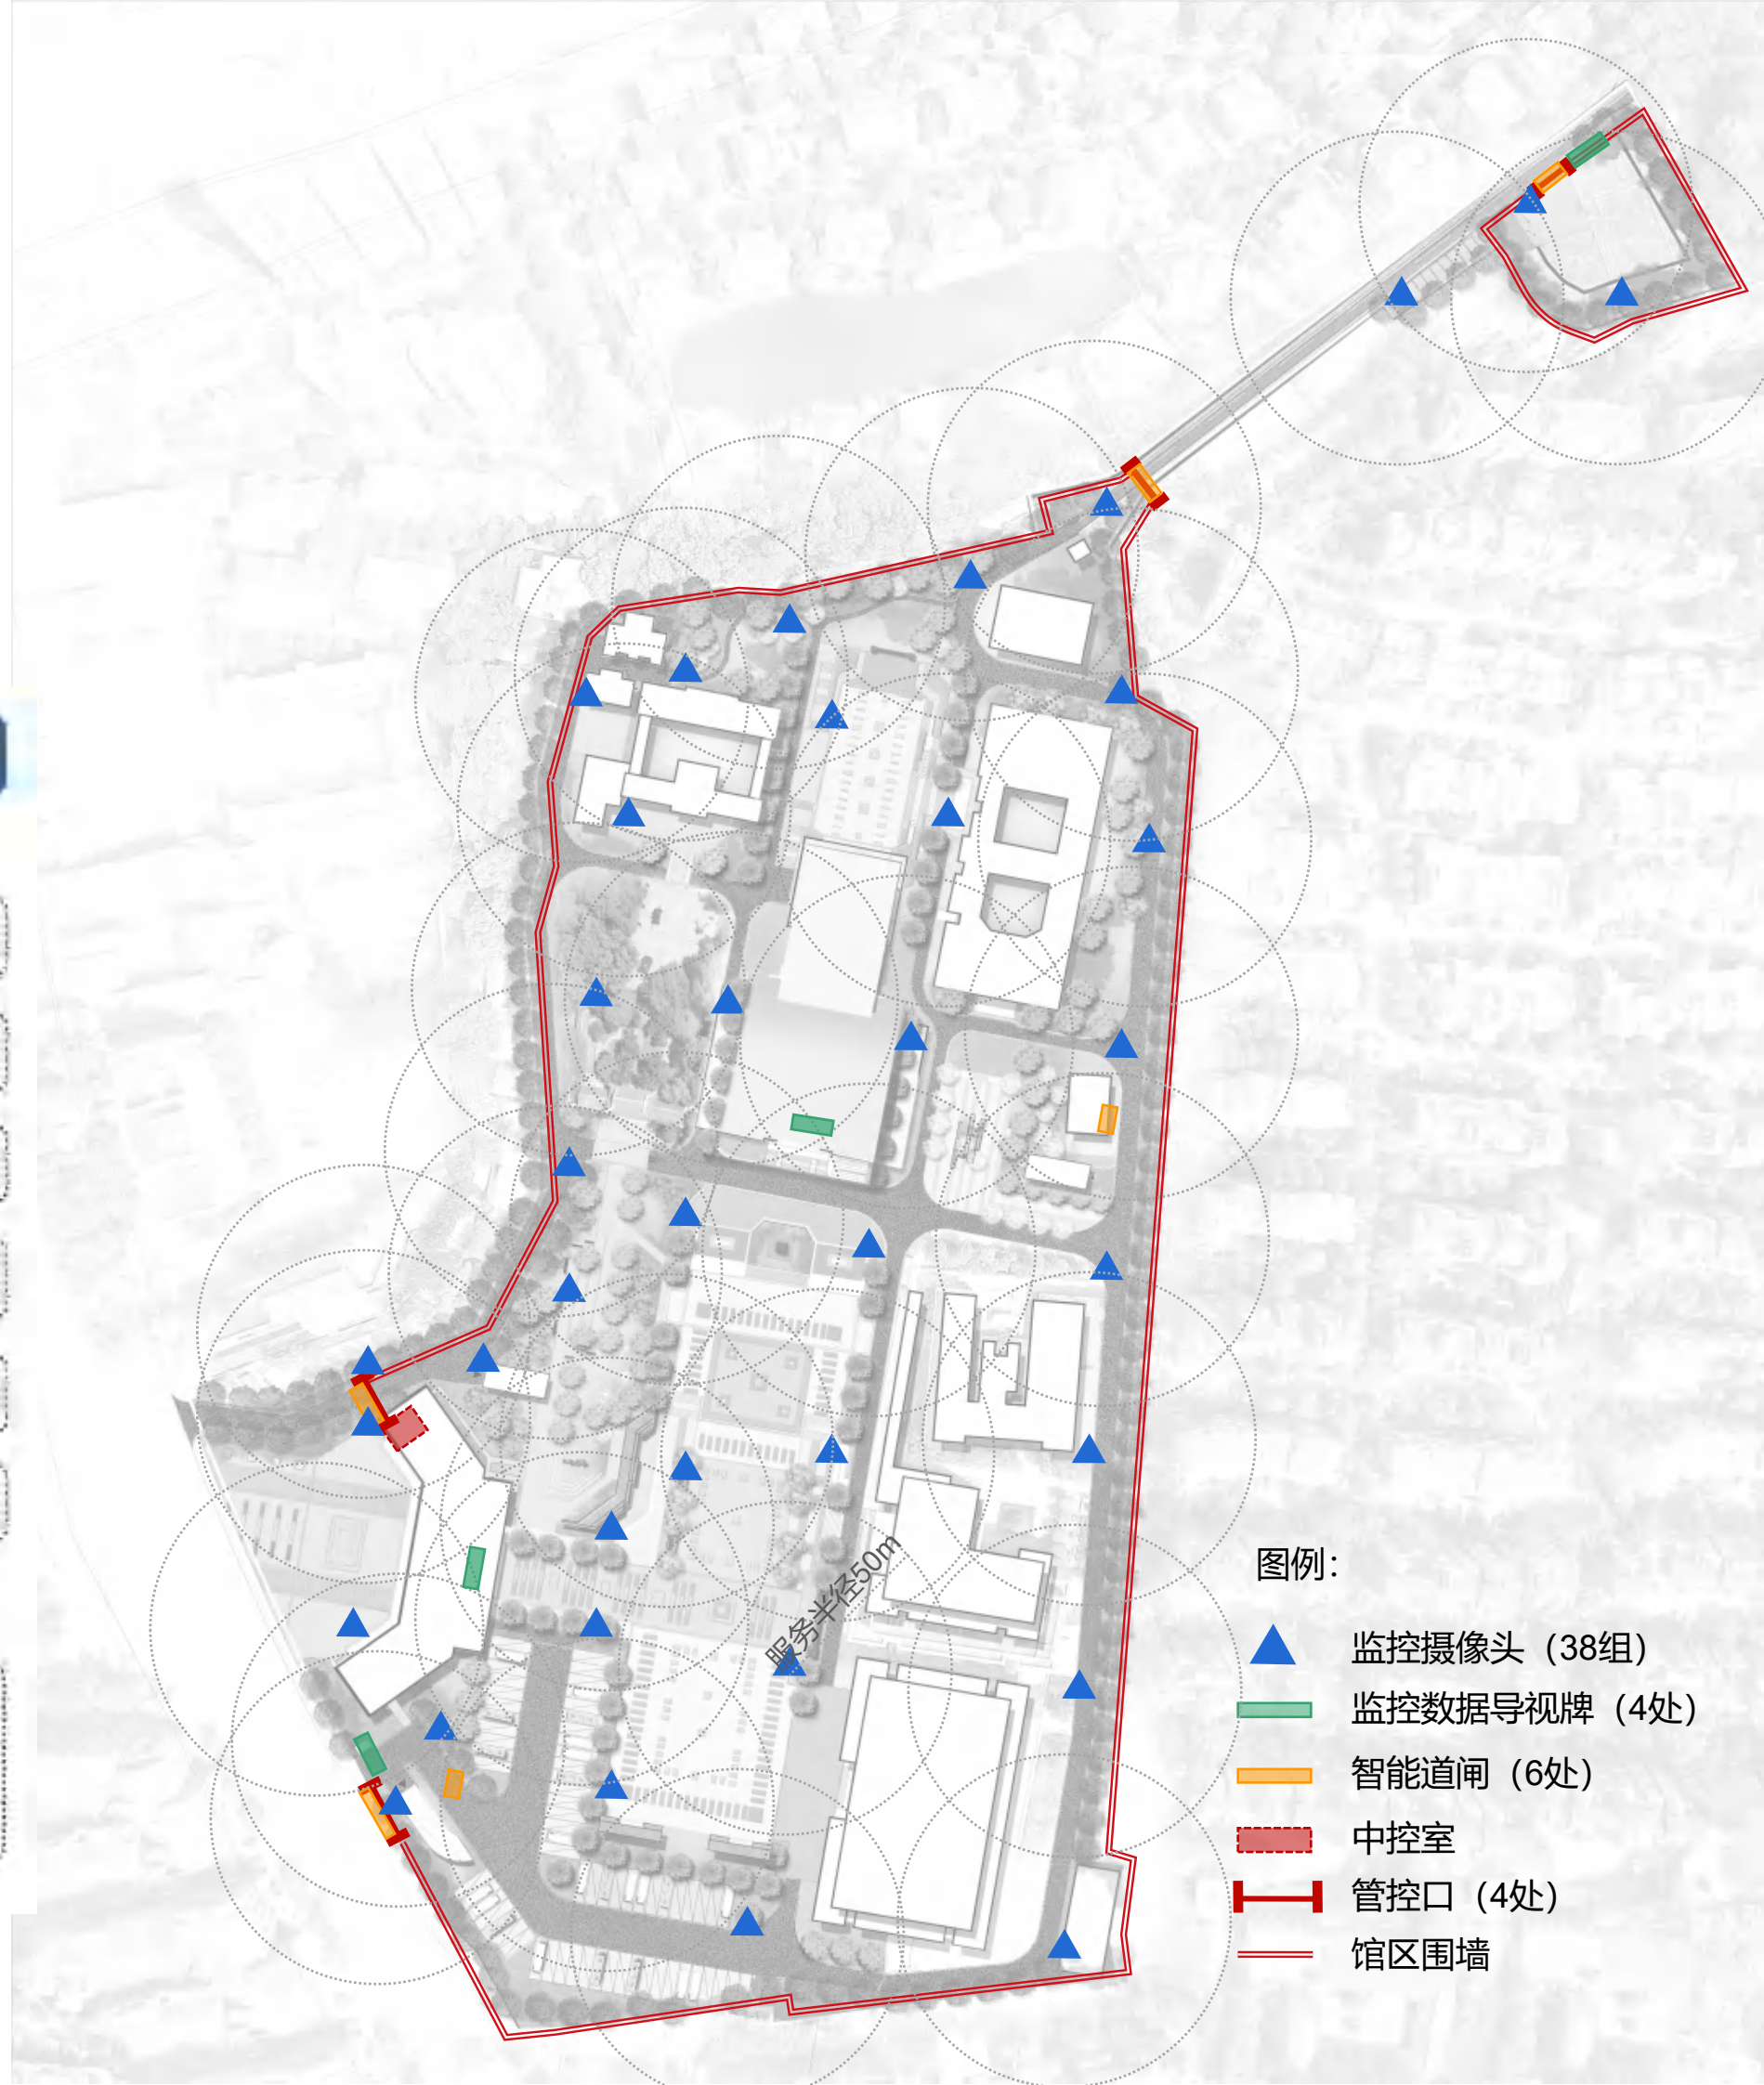 服务半径50m
图例：
监控摄像头（38组）
监控数据导视牌（4处）
智能道闸（6处）
中控室
管控口（4处）
馆区围墙